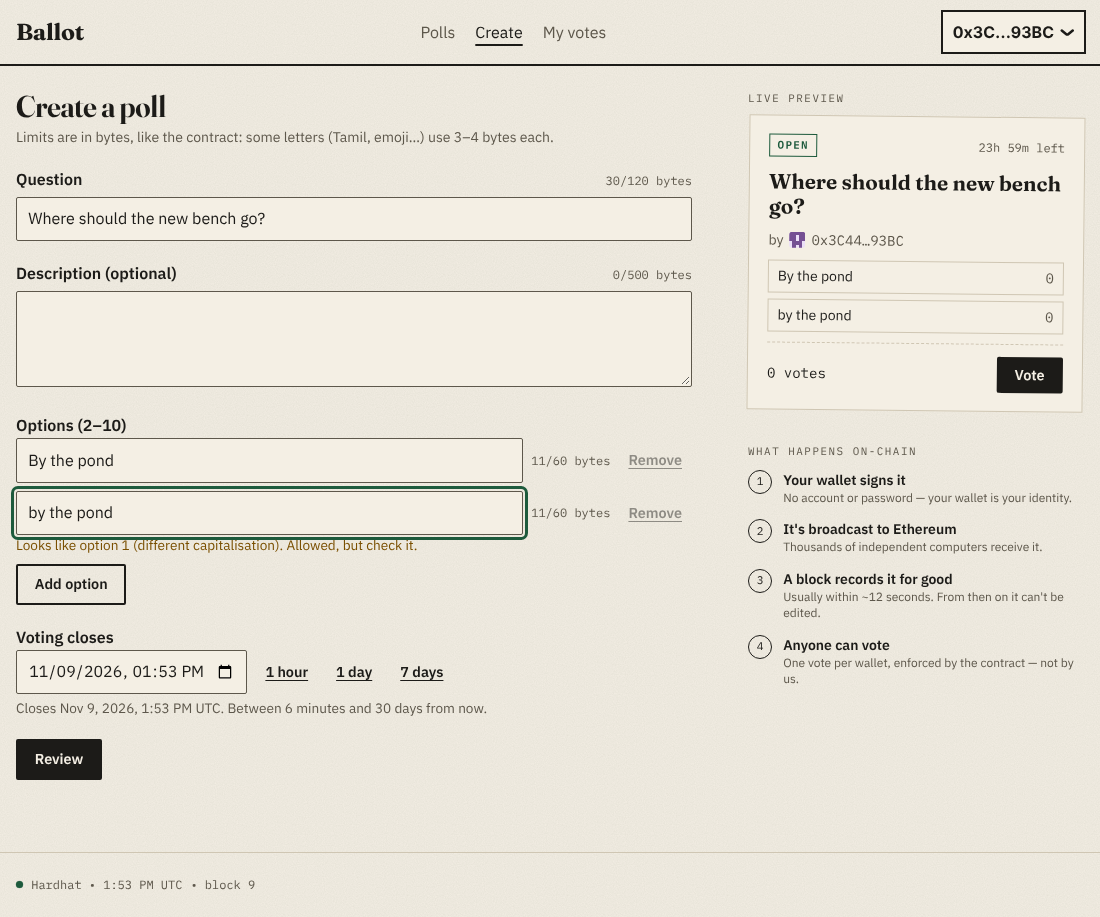 Ballot
Polls Create My votes
0x3C...93BC
Create a poll
Limits are in bytes, like the contract: some letters (Tamil, emoji…) use 3–4 bytes each.
Question 30/120 bytes
Where should the new bench go?
Description (optional) 0/500 bytes
Options (2–10)
By the pond 11/60 bytes Remove
by the pond 11/60 bytes Remove
Looks like option 1 (different capitalisation). Allowed, but check it.
Add option
Voting closes
11/09/2026, 01:53 PM 1 hour 1 day 7 days
Closes Nov 9, 2026, 1:53 PM UTC. Between 6 minutes and 30 days from now.
Review
LIVE PREVIEW
OPEN 23h 59m left
Where should the new bench
go?
by 0x3C44…93BC
By the pond 0
by the pond 0
0 votes Vote
WHAT HAPPENS ON-CHAIN
1 Your wallet signs it
No account or password — your wallet is your identity.
2 It's broadcast to Ethereum
Thousands of independent computers receive it.
3 A block records it for good
Usually within ~12 seconds. From then on it can't be
edited.
4 Anyone can vote
One vote per wallet, enforced by the contract — not by
us.
Hardhat • 1:53 PM UTC • block 9